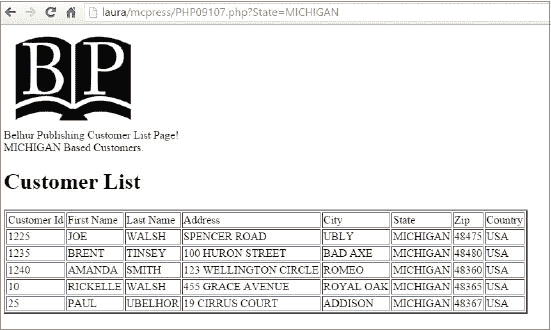 laura/mcpress/PHP09107.php?State=MICHIGAN
B P
Belhur Publishing Customer List Page!
MICHIGAN Based Customers.
Customer List
Customer Id First Name Last Name Address City State Zip Country
1225 JOE WALSH SPENCER ROAD UBLY MICHIGAN 48475 USA
1235 BRENT TINSEY 100 HURON STREET BAD AXE MICHIGAN 48480 USA
1240 AMANDA SMITH 123 WELLINGTON CIRCLE ROMEO MICHIGAN 48360 USA
10 RICKELLE WALSH 455 GRACE AVENUE ROYAL OAK MICHIGAN 48365 USA
25 PAUL UBELHOR 19 CIRRUS COURT ADDISON MICHIGAN 48367 USA